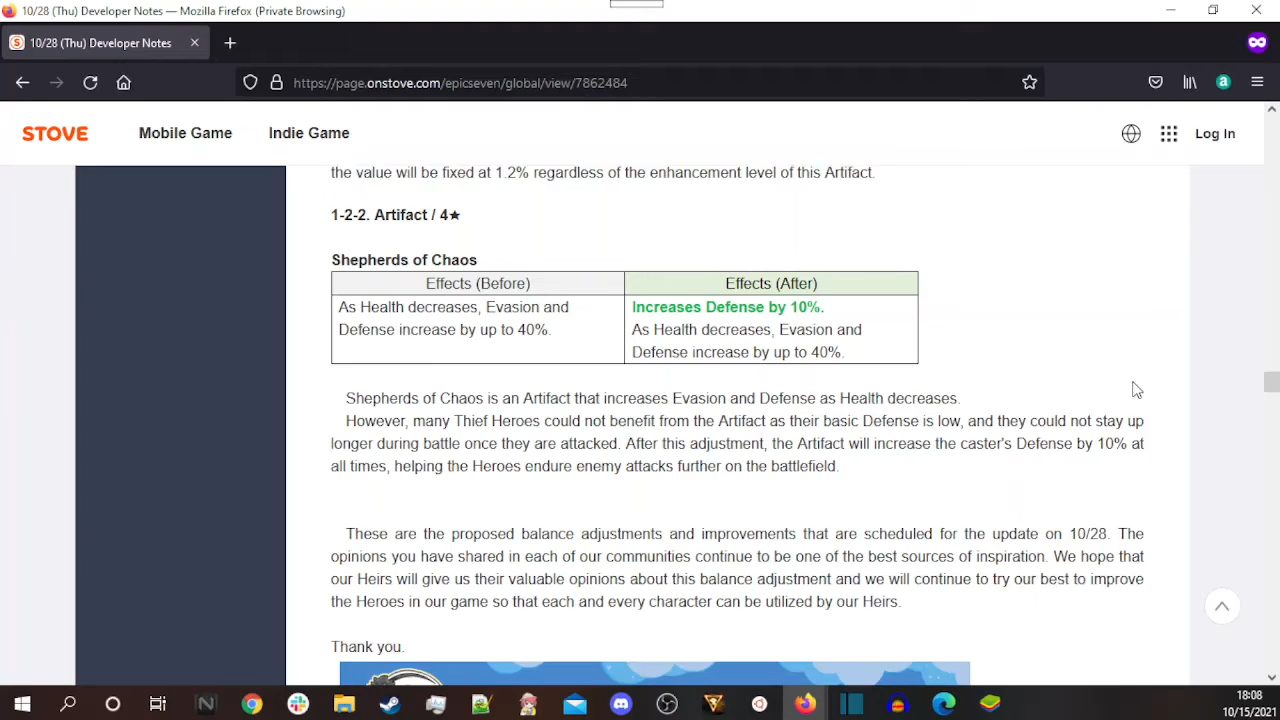 10/28 (Thu) Developer Notes — Mozilla Firefox (Private Browsing)
10/28 (Thu) Developer Notes
https://page.onstove.com/epicseven/global/view/7862484
STOVE
Mobile Game
Indie Game
Log In
the value will be fixed at 1.2% regardless of the enhancement level of this Artifact.
1-2-2. Artifact / 4★
Shepherds of Chaos
Effects (Before)
Effects (After)
As Health decreases, Evasion and
Defense increase by up to 40%.
Increases Defense by 10%.
As Health decreases, Evasion and
Defense increase by up to 40%.
Shepherds of Chaos is an Artifact that increases Evasion and Defense as Health decreases.
However, many Thief Heroes could not benefit from the Artifact as their basic Defense is low, and they could not stay up
longer during battle once they are attacked. After this adjustment, the Artifact will increase the caster's Defense by 10% at
all times, helping the Heroes endure enemy attacks further on the battlefield.
These are the proposed balance adjustments and improvements that are scheduled for the update on 10/28. The
opinions you have shared in each of our communities continue to be one of the best sources of inspiration. We hope that
our Heirs will give us their valuable opinions about this balance adjustment and we will continue to try our best to improve
the Heroes in our game so that each and every character can be utilized by our Heirs.
Thank you.
18:08
10/15/2021